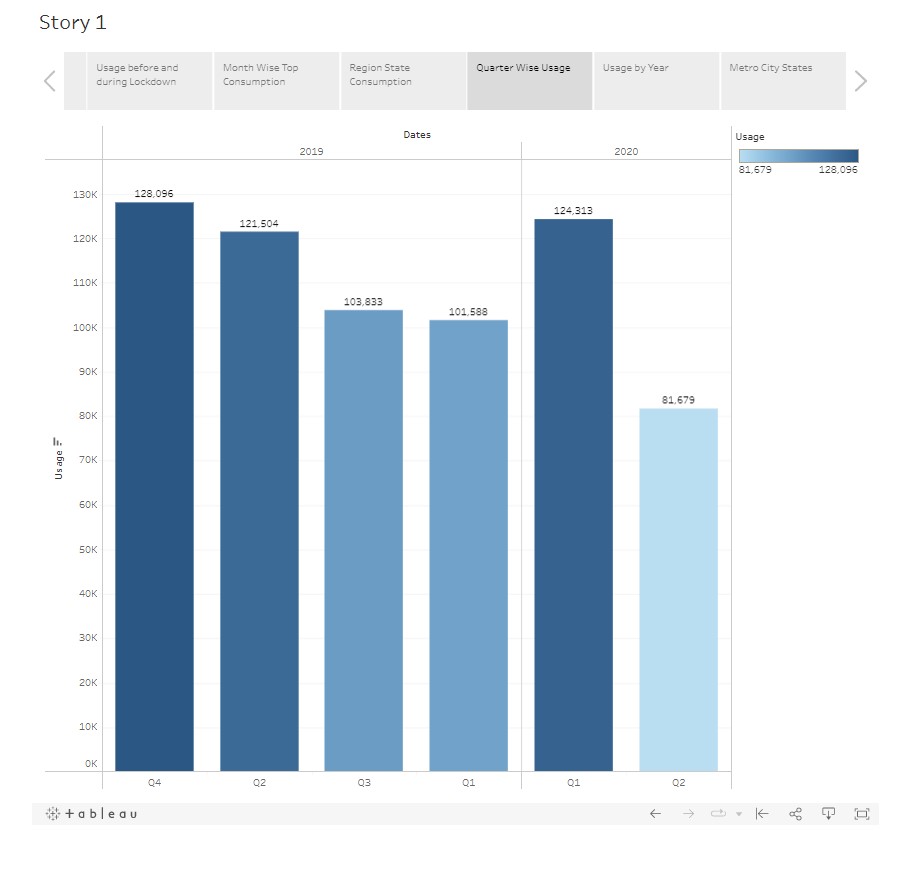 Story 1
Usage before and
during Lockdown
Month Wise Top
Consumption
Region State
Consumption
Quarter Wise Usage
Usage by Year
Metro City States
Dates
2019
2020
Usage
81,679
128,096
130K
120K
110K
100K
90K
80K
70K
60K
50K
40K
30K
20K
10K
0K
Usage
128,096
121,504
103,833
101,588
124,313
81,679
Q4
Q2
Q3
Q1
Q1
Q2
+ableau